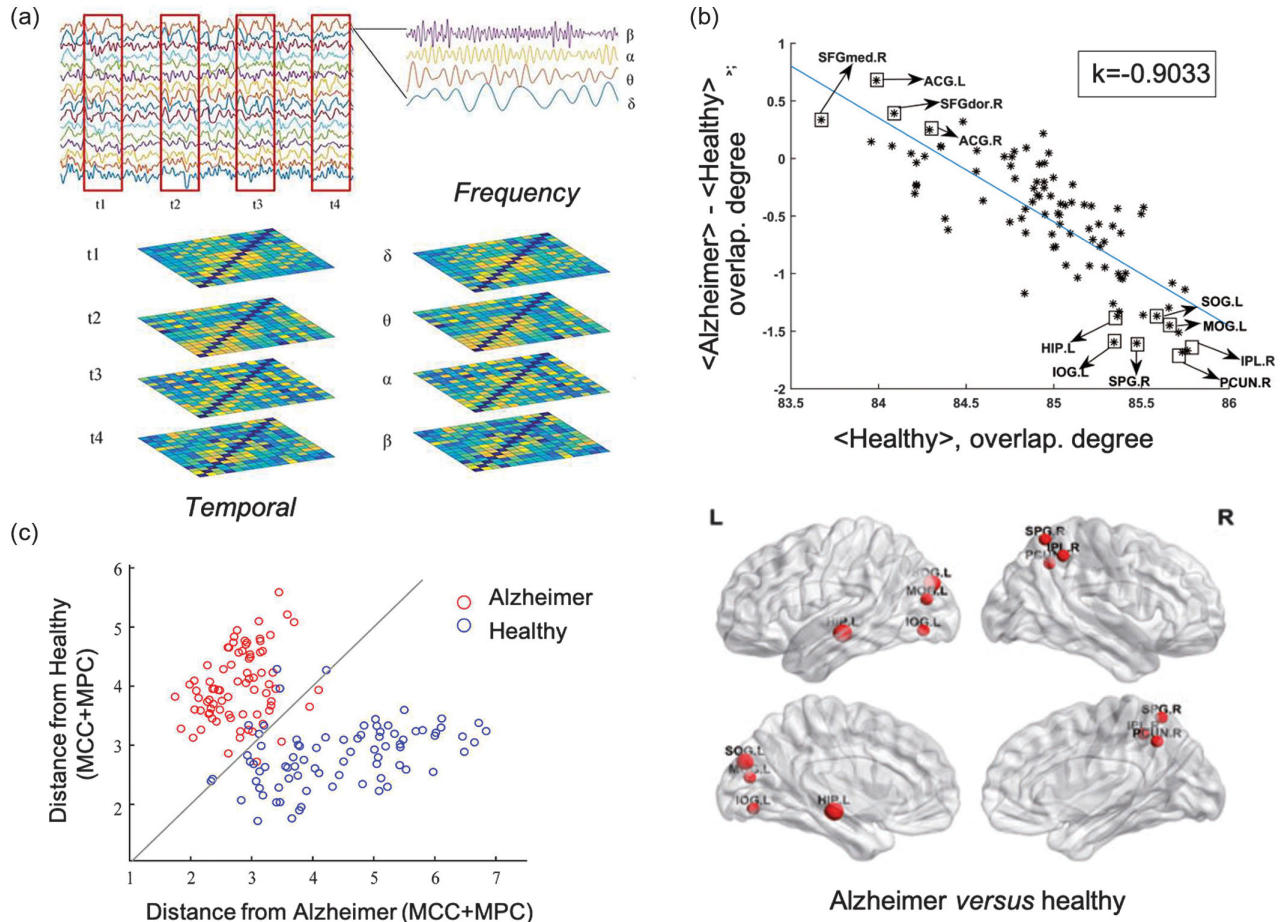 (a)
β
α
θ
δ
t1 t2 t3 t4
Frequency
t1
t2
t3
t4
Temporal
δ
θ
α
β
(b)
k=-0.9033
<Alzheimer> - <Healthy>
overlap. degree
1
0.5
0
-0.5
-1
-1.5
-2
83.5 84 84.5 85 85.5 86
<Healthy>, overlap. degree
SFGmed.R
ACG.L
SFGdor.R
ACG.R
SOG.L
MOG.L
HIP.L
IOG.L
SPG.R
IPL.R
PCUN.R
(c)
Distance from Healthy
(MCC+MPC)
6
5
4
3
2
1 2 3 4 5 6 7
Distance from Alzheimer (MCC+MPC)
Alzheimer
Healthy
L
R
MOG.L
HIP.L
IOG.L
SPG.R
IPL.R
SOG.L
MOG.L
IOG.L
HIP.L
SPG.R
IPL.R
PCUN.R
Alzheimer versus healthy